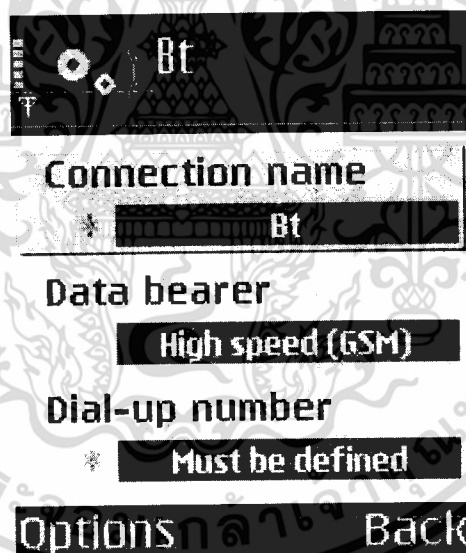 Bt
Connection name
* Bt
Data bearer
High speed (GSM)
Dial-up number
* Must be defined
Options Back